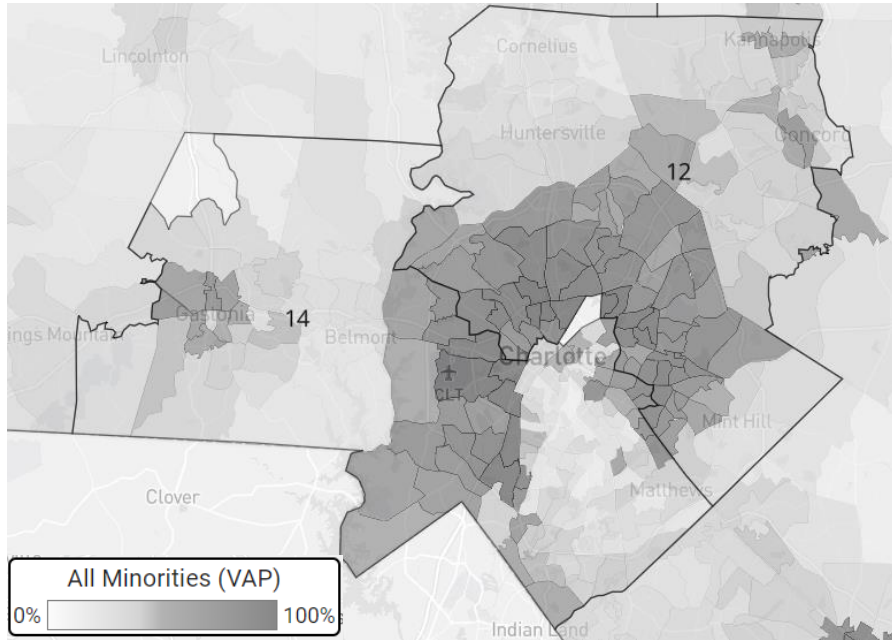 Lincolnton
Cornelius
Kannapolis
Huntersville
Concord
12
Gastonia
14
ings Mountain
Belmont
Charlotte
CLT
Mint Hill
Matthews
Clover
Indian Land
All Minorities (VAP)
0%
100%